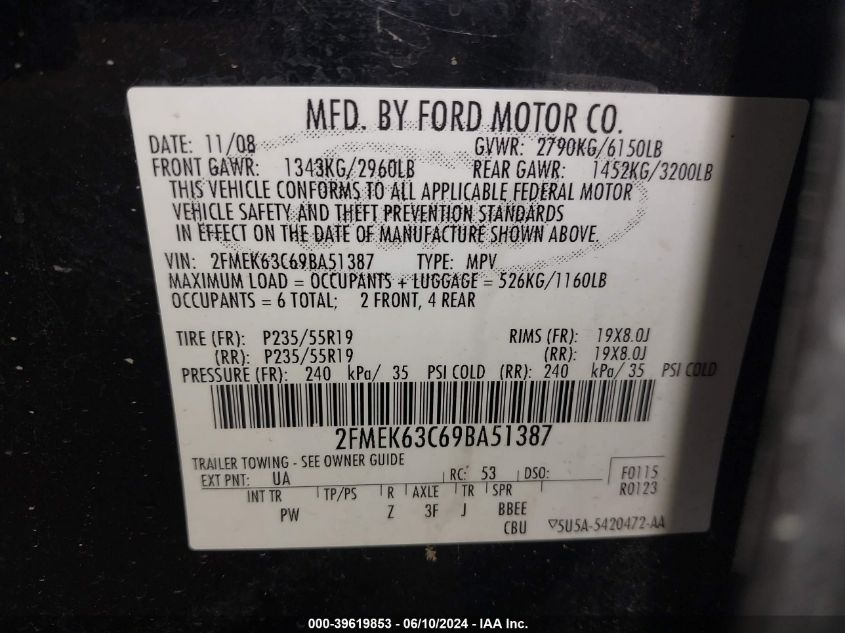 MFD. BY FORD MOTOR CO.
DATE: 11/08 GVWR: 2790KG/6150LB
FRONT GAWR: 1343KG/2960LB REAR GAWR: 1452KG/3200LB
THIS VEHICLE CONFORMS TO ALL APPLICABLE FEDERAL MOTOR
VEHICLE SAFETY AND THEFT PREVENTION STANDARDS
IN EFFECT ON THE DATE OF MANUFACTURE SHOWN ABOVE.
VIN: 2FMEK63C69BA51387 TYPE: MPV
MAXIMUM LOAD = OCCUPANTS + LUGGAGE = 526KG/1160LB
OCCUPANTS = 6 TOTAL; 2 FRONT, 4 REAR
TIRE (FR): P235/55R19 RIMS (FR): 19X8.0J
(RR): P235/55R19 (RR): 19X8.0J
PRESSURE (FR): 240 kPa/ 35 PSI COLD (RR): 240 kPa/ 35 PSI COLD
2FMEK63C69BA51387
TRAILER TOWING - SEE OWNER GUIDE
EXT PNT: UA RC: 53 DSO: F0115
INT TR TP/PS R AXLE TR SPR R0123
PW Z 3F J BBEE
CBU 5U5A-5420472-AA
000-39619853 - 06/10/2024 - IAA Inc.